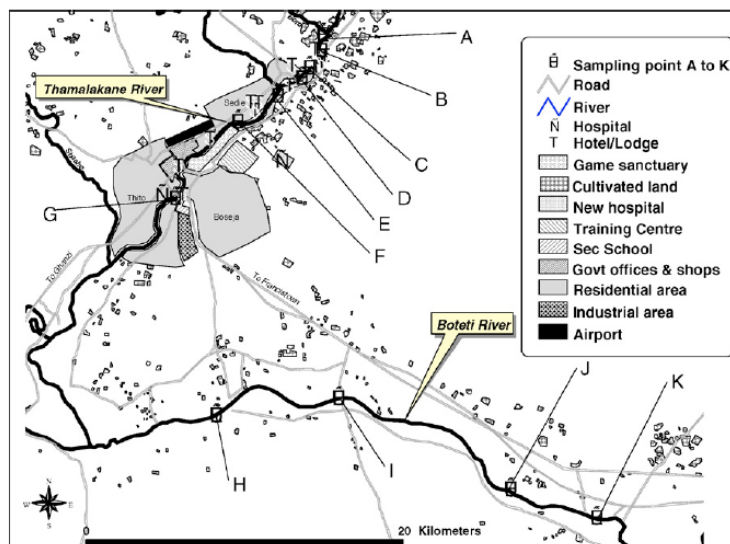 A
B
C
D
E
F
G
H
I
J
K
Thamalakane River
Sedie
T
T
TT
Thito
Boseja
Ñ
Ñ
To Ghanzi
To Francistown
Boteti River
N
W E
S
0 20 Kilometers
Sampling point A to K
Road
River
Ñ Hospital
T Hotel/Lodge
Game sanctuary
Cultivated land
New hospital
Training Centre
Sec School
Govt offices & shops
Residential area
Industrial area
Airport